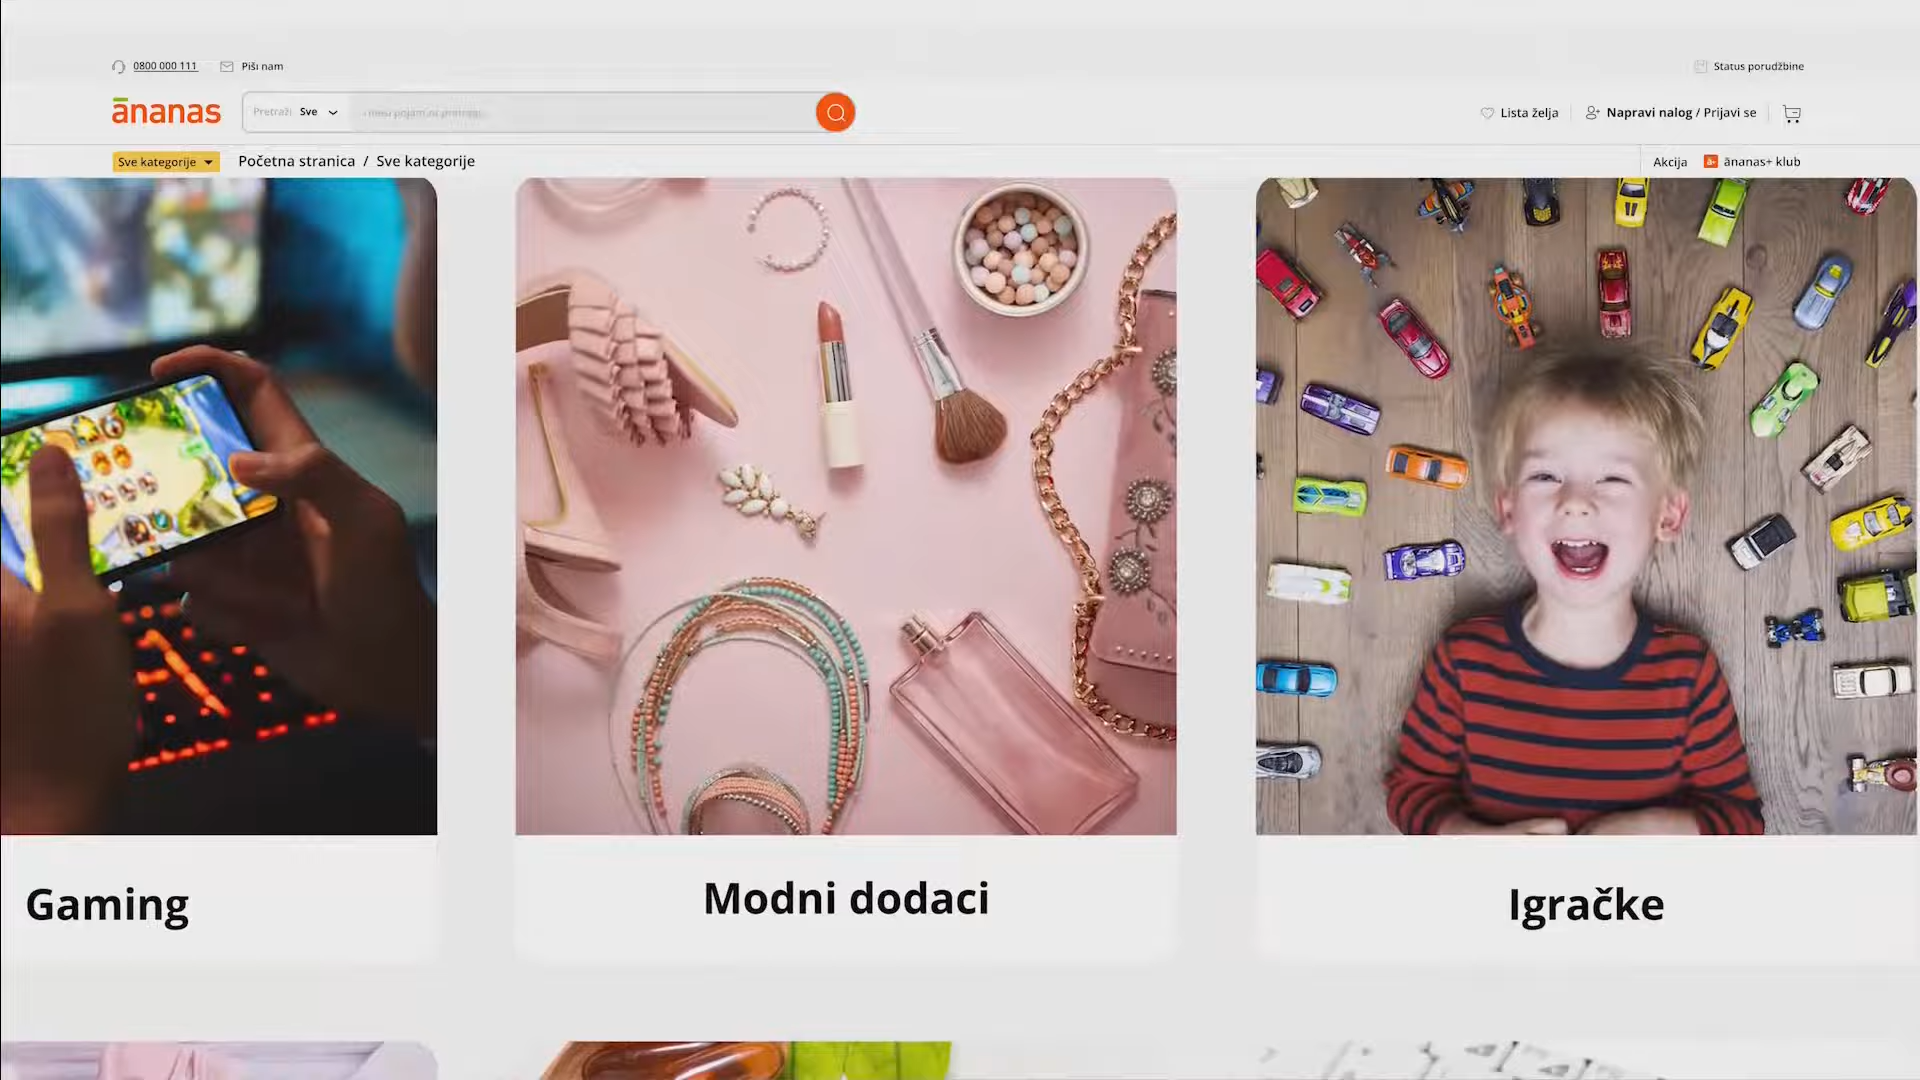 0800 000 111
Piši nam
Status porudžbine
ananas
Pretraži Sve
Lista želja
Napravi nalog / Prijavi se
Sve kategorije
Početna stranica / Sve kategorije
Akcija
a+ ānanas+ klub
Gaming
Modni dodaci
Igračke